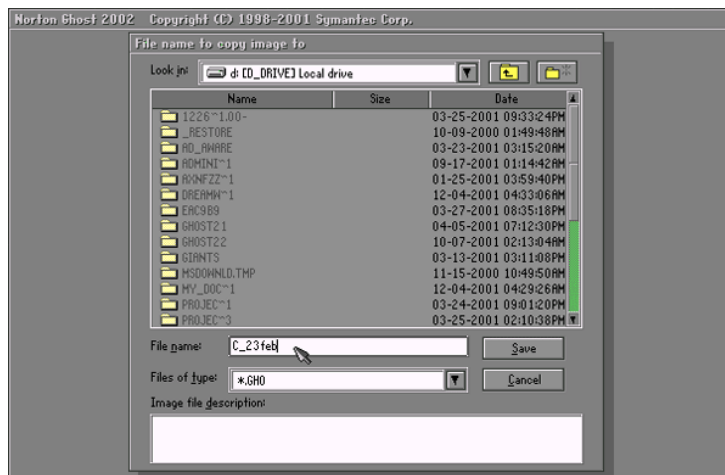 Norton Ghost 2002 Copyright (C) 1998-2001 Symantec Corp.
File name to copy image to
Look in: d: [D_DRIVE] Local drive
Name Size Date
1226~1.00- 03-25-2001 09:33:24PM
_RESTORE 10-09-2000 01:49:48AM
AD_AWARE 03-23-2001 03:15:20AM
ADMINI~1 09-17-2001 01:14:42AM
AXNFZZ~1 01-25-2001 03:59:40PM
DREAMW~1 12-04-2001 04:33:06AM
EAC9B9 03-27-2001 08:35:18PM
GHOST21 04-05-2001 07:12:30PM
GHOST22 10-07-2001 02:13:04AM
GIANTS 03-13-2001 03:11:08PM
MSDOWNLD.TMP 11-15-2000 10:49:50AM
MY_DOC~1 12-04-2001 04:29:26AM
PROJEC~1 03-24-2001 09:01:20PM
PROJEC~3 03-25-2001 02:10:38PM
File name: C_23feb Save
Files of type: *.GHO Cancel
Image file description: